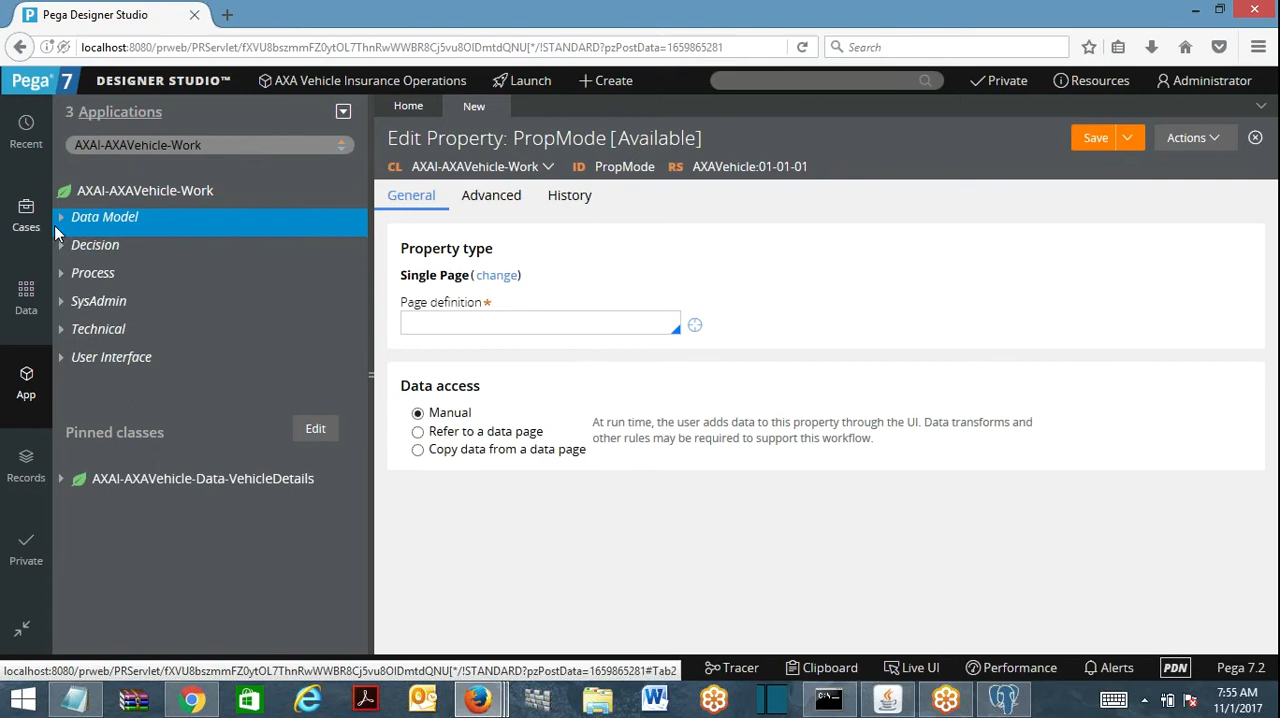 Pega Designer Studio
localhost:8080/prweb/PRServlet/fXVU8bszmmFZ0ytOL7ThnRwWWBR8Cj5vu8OIDmtdQNU[*/!STANDARD?pzPostData=1659865281
Search
Pega 7 DESIGNER STUDIO™ AXA Vehicle Insurance Operations Launch Create Private Resources Administrator
3 Applications
Home New
AXAI-AXAVehicle-Work
Edit Property: PropMode [Available]
Save Actions
CL AXAI-AXAVehicle-Work ID PropMode RS AXAVehicle:01-01-01
General Advanced History
Recent
Cases
Data
App
Records
Private
AXAI-AXAVehicle-Work
Data Model
Decision
Process
SysAdmin
Technical
User Interface
Pinned classes
Edit
AXAI-AXAVehicle-Data-VehicleDetails
Property type
Single Page (change)
Page definition *
Data access
Manual
Refer to a data page
Copy data from a data page
At run time, the user adds data to this property through the UI. Data transforms and
other rules may be required to support this workflow.
localhost:8080/prweb/PRServlet/fXVU8bszmmFZ0ytOL7ThnRwWWBR8Cj5vu8OIDmtdQNU[*/!STANDARD?pzPostData=1659865281#Tab2
Tracer Clipboard Live UI Performance Alerts PDN Pega 7.2
7:55 AM
11/1/2017